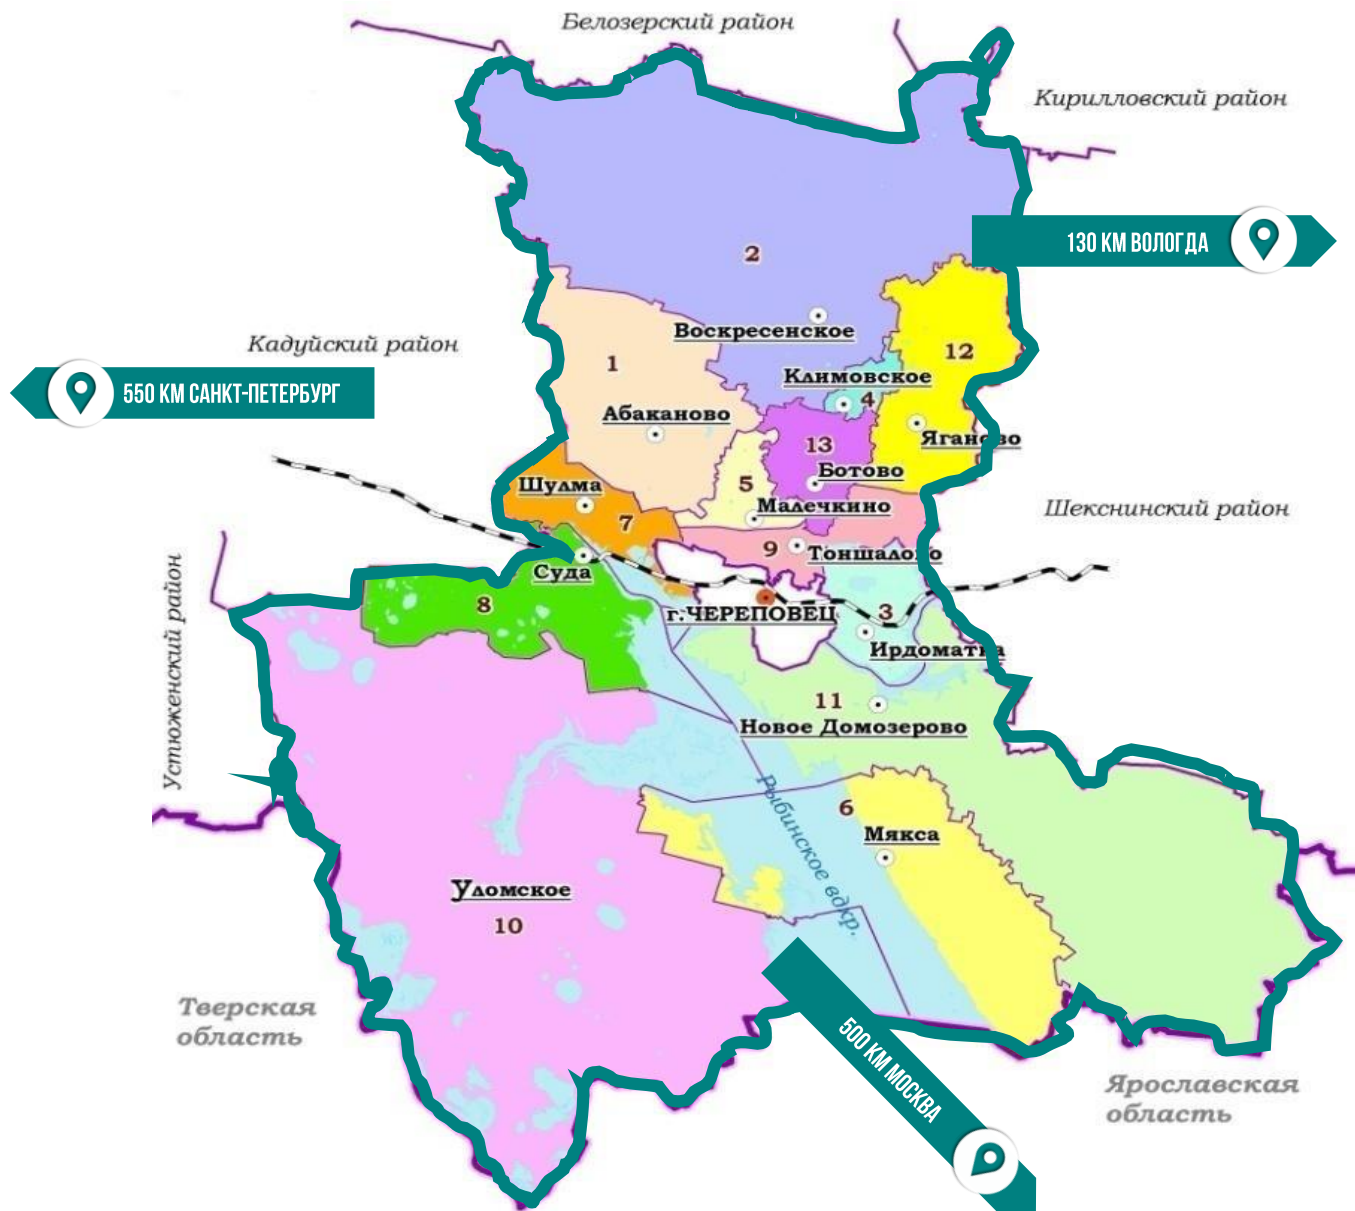 Белозерский район
Кирилловский район
130 КМ ВОЛОГДА
2
Воскресенское
Кадуйский район
12
1
Климовское
550 КМ САНКТ-ПЕТЕРБУРГ
4
Абаканово
Яганово
13
Ботово
Шулма
5
Малечкино
Шекснинский район
7
9
Тоншалово
Суда
8
г.ЧЕРЕПОВЕЦ
3
Ирдоматка
Устюженский район
11
Новое Домозерово
Рыбинское вдхр.
6
Мякса
Уломское
10
Тверская
область
500 КМ МОСКВА
Ярославская
область